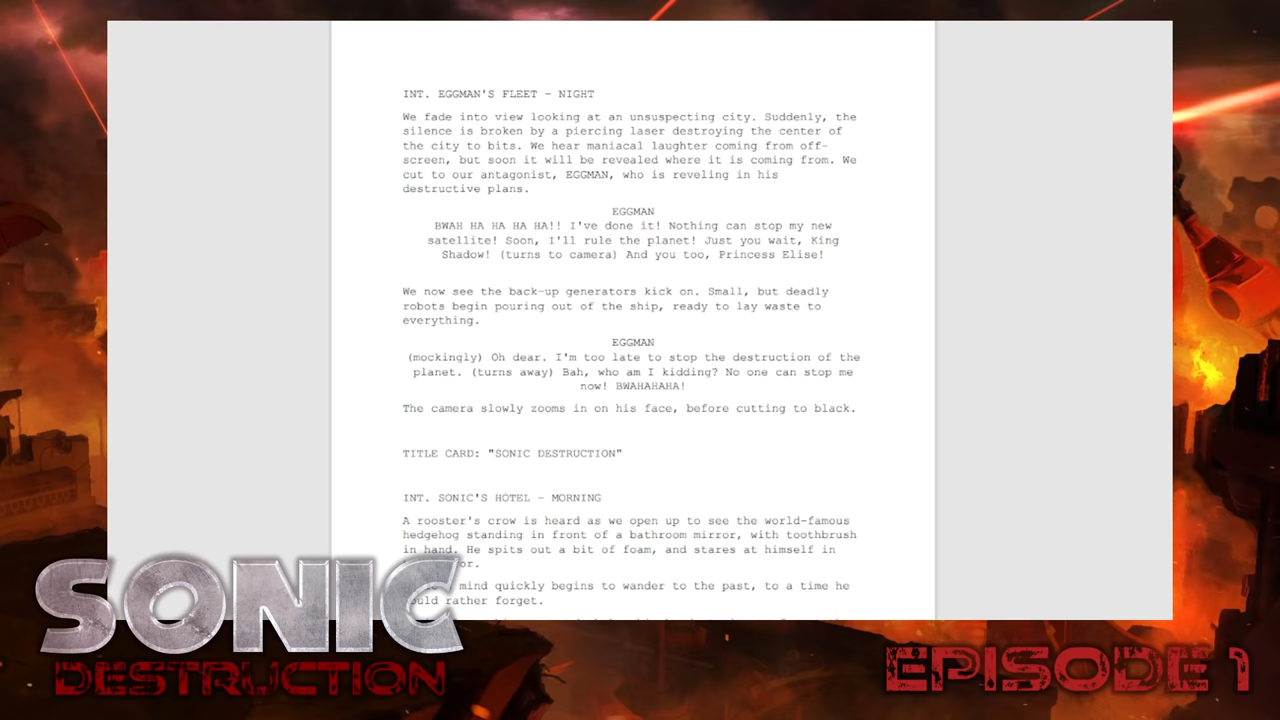 INT. EGGMAN'S FLEET - NIGHT
We fade into view looking at an unsuspecting city. Suddenly, the
silence is broken by a piercing laser destroying the center of
the city to bits. We hear maniacal laughter coming from off-
screen, but soon it will be revealed where it is coming from. We
cut to our antagonist, EGGMAN, who is reveling in his
destructive plans.
EGGMAN
BWAH HA HA HA HA!! I've done it! Nothing can stop my new
satellite! Soon, I'll rule the planet! Just you wait, King
Shadow! (turns to camera) And you too, Princess Elise!
We now see the back-up generators kick on. Small, but deadly
robots begin pouring out of the ship, ready to lay waste to
everything.
EGGMAN
(mockingly) Oh dear. I'm too late to stop the destruction of the
planet. (turns away) Bah, who am I kidding? No one can stop me
now! BWAHAHAHA!
The camera slowly zooms in on his face, before cutting to black.
TITLE CARD: "SONIC DESTRUCTION"
INT. SONIC'S HOTEL - MORNING
A rooster's crow is heard as we open up to see the world-famous
hedgehog standing in front of a bathroom mirror, with toothbrush
in hand. He spits out a bit of foam, and stares at himself in
mind quickly begins to wander to the past, to a time he
would rather forget.
SONIC
DESTRUCTION
EPISODE 1